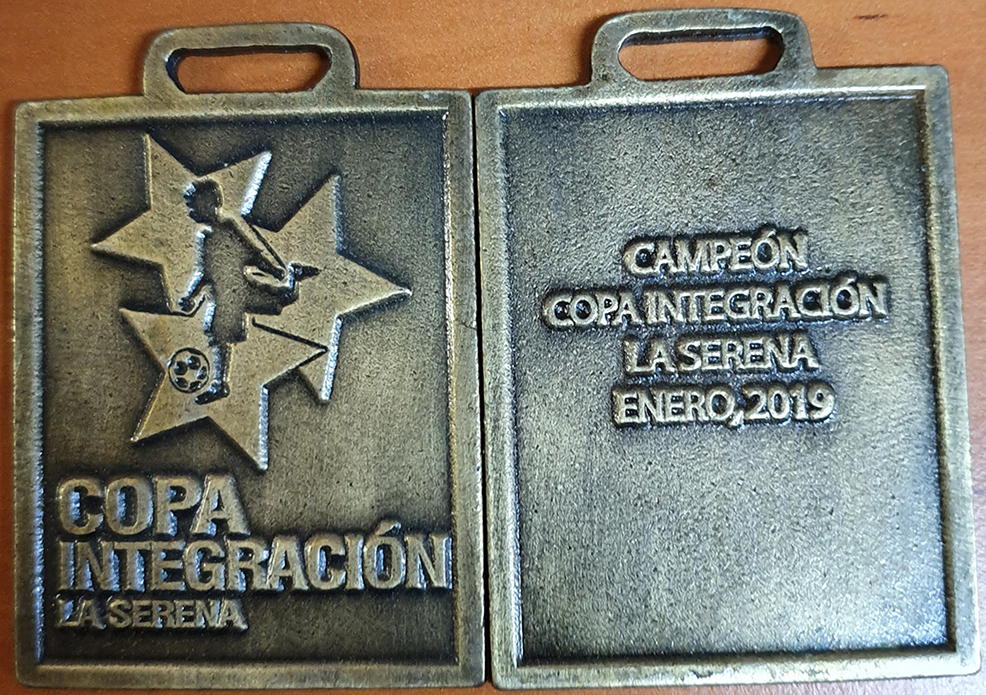 COPA
INTEGRACIÓN
LA SERENA
CAMPEÓN
COPA INTEGRACIÓN
LA SERENA
ENERO, 2019